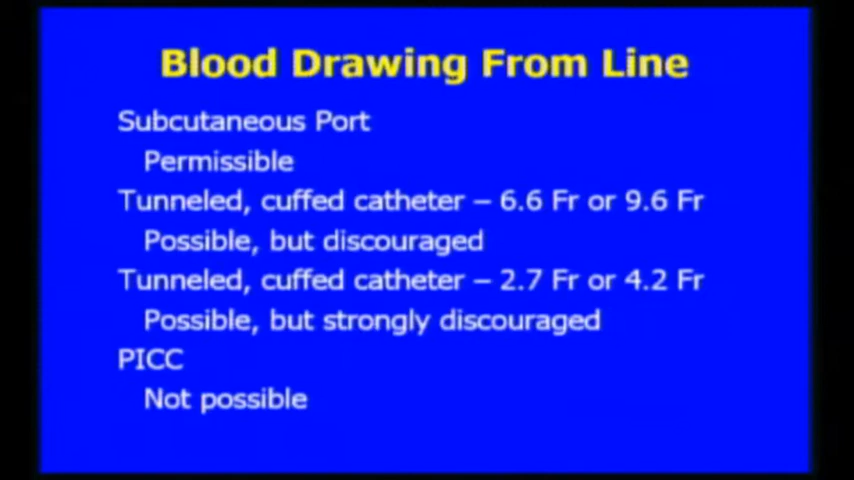 Blood Drawing From Line
Subcutaneous Port
Permissible
Tunneled, cuffed catheter – 6.6 Fr or 9.6 Fr
Possible, but discouraged
Tunneled, cuffed catheter – 2.7 Fr or 4.2 Fr
Possible, but strongly discouraged
PICC
Not possible